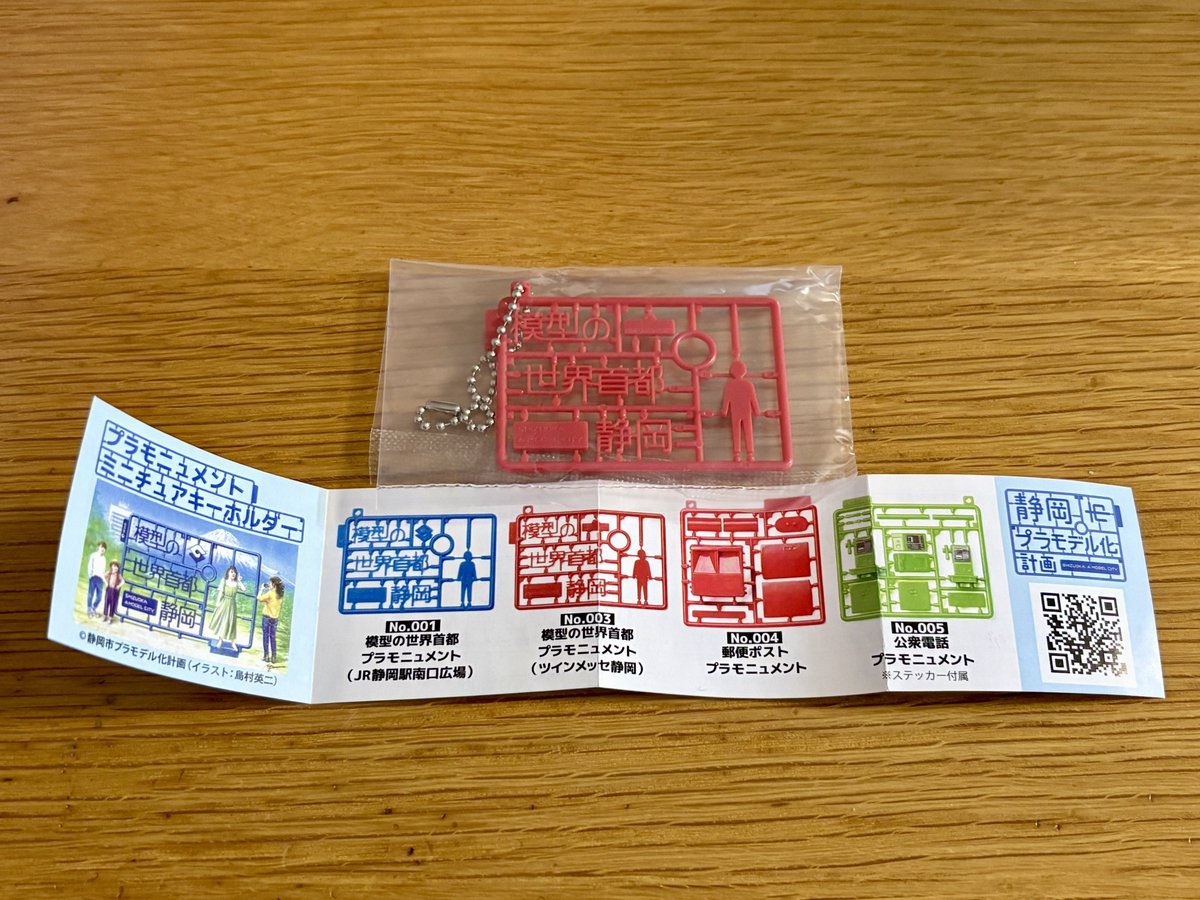 模型の
世界首都
静岡
プラモニュメント
ミニチュアキーホルダー
模型の
世界首都
SHIZUOKA
A MODEL CITY
静岡
©静岡市プラモデル化計画(イラスト:島村英二)
模型の
世界首都
静岡
No.001
模型の世界首都
プラモニュメント
(JR静岡駅南口広場)
模型の
世界首都
静岡
No.003
模型の世界首都
プラモニュメント
(ツインメッセ静岡)
No.004
郵便ポスト
プラモニュメント
No.005
公衆電話
プラモニュメント
※ステッカー付属
静岡市
プラモデル化
計画
SHIZUOKA A MODEL CITY